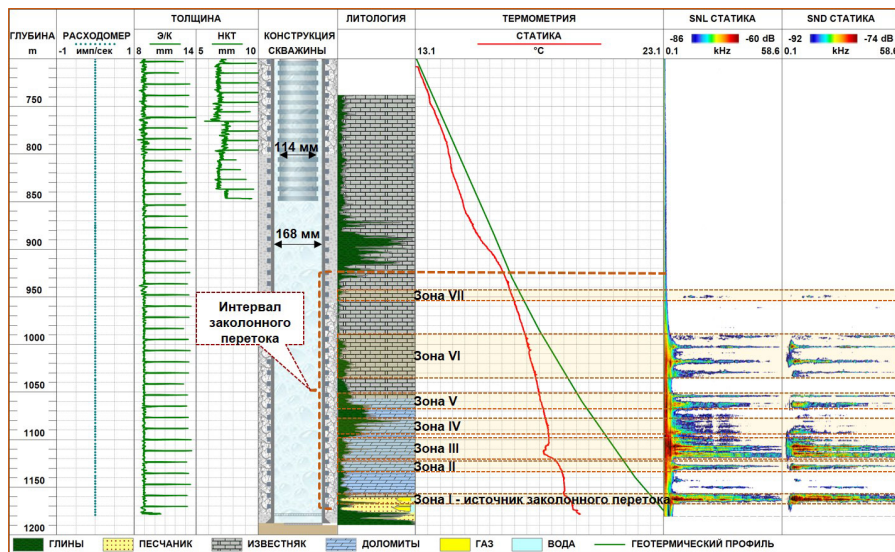 ТОЛЩИНА
ГЛУБИНА
m
РАСХОДОМЕР
-1 имп/сек 1
Э/К
8 mm 14
НКТ
5 mm 10
КОНСТРУКЦИЯ
СКВАЖИНЫ
ЛИТОЛОГИЯ
ТЕРМОМЕТРИЯ
СТАТИКА
13.1 °C 23.1
SNL СТАТИКА
-86 -60 dB
0.1 kHz 58.6
SND СТАТИКА
-92 -74 dB
0.1 kHz 58.6
750
800
850
900
950
1000
1050
1100
1150
1200
114 мм
168 мм
Интервал
заколонного
перетока
Зона VII
Зона VI
Зона V
Зона IV
Зона III
Зона II
Зона I - источник заколонного перетока
ГЛИНЫ ПЕСЧАНИК ИЗВЕСТНЯК ДОЛОМИТЫ ГАЗ ВОДА ГЕОТЕРМИЧЕСКИЙ ПРОФИЛЬ